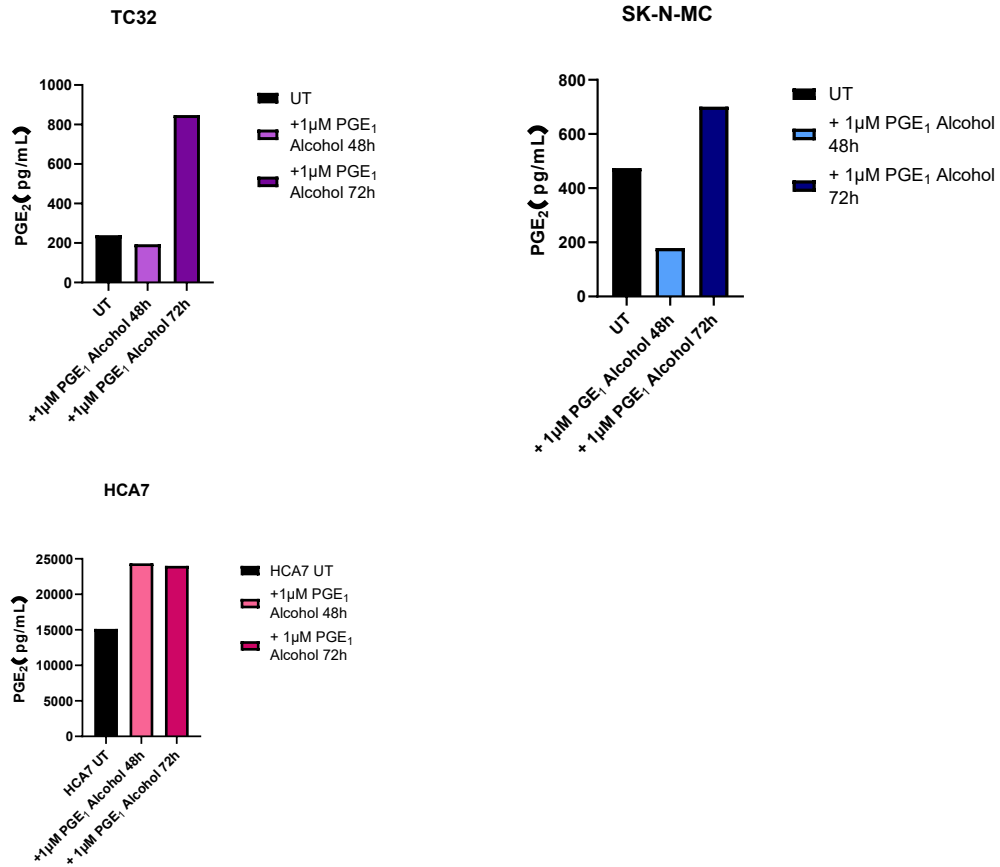 TC32
1000
800
600
400
200
0
PGE₂( pg/mL)
UT
+1µM PGE₁ Alcohol 48h
+1µM PGE₁ Alcohol 72h
UT
+1µM PGE₁
Alcohol 48h
+1µM PGE₁
Alcohol 72h
SK-N-MC
800
600
400
200
0
PGE₂( pg/mL)
UT
+ 1µM PGE₁ Alcohol 48h
+ 1µM PGE₁ Alcohol 72h
UT
+ 1µM PGE₁ Alcohol
48h
+ 1µM PGE₁ Alcohol
72h
HCA7
25000
20000
15000
10000
5000
0
PGE₂( pg/mL)
HCA7 UT
+1µM PGE₁ Alcohol 48h
+ 1µM PGE₁ Alcohol 72h
HCA7 UT
+1µM PGE₁
Alcohol 48h
+ 1µM PGE₁
Alcohol 72h